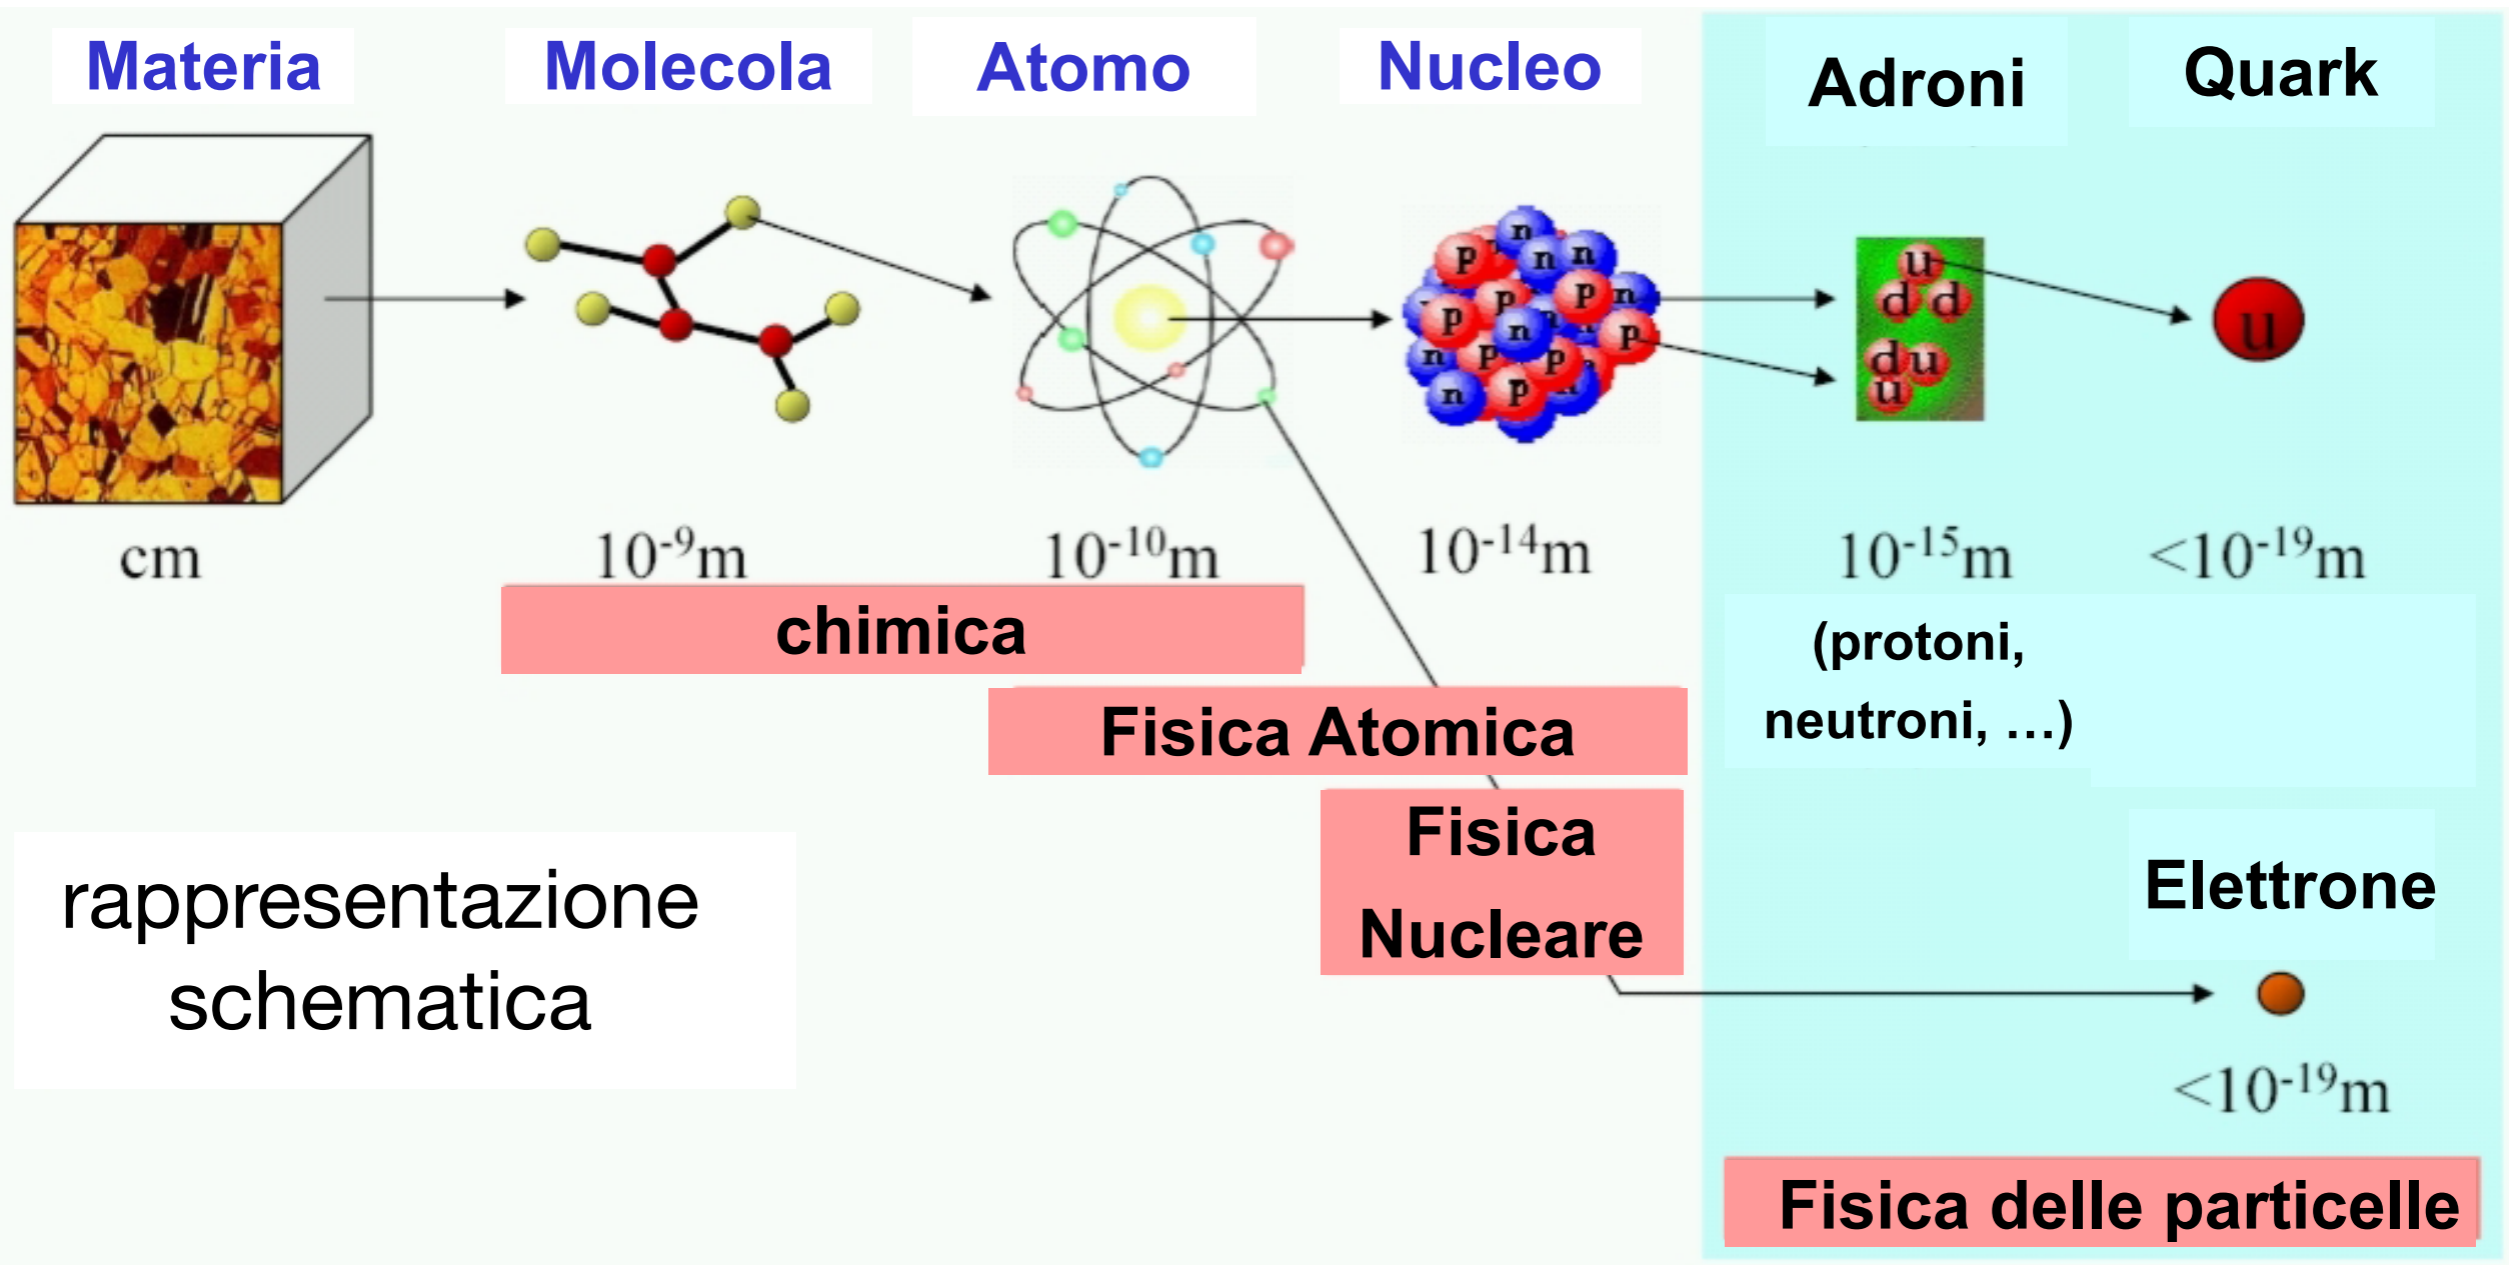 Materia
Molecola
Atomo
Nucleo
Adroni
Quark
n
p
n
n
n
p
p
n
p
n
p
n
p
p
n
p
u
d d
d u
u
u
cm
10⁻⁹m
10⁻¹⁰m
10⁻¹⁴m
10⁻¹⁵m
<10⁻¹⁹m
chimica
(protoni,
neutroni, ...)
Fisica Atomica
Fisica
Nucleare
rappresentazione
schematica
Elettrone
<10⁻¹⁹m
Fisica delle particelle